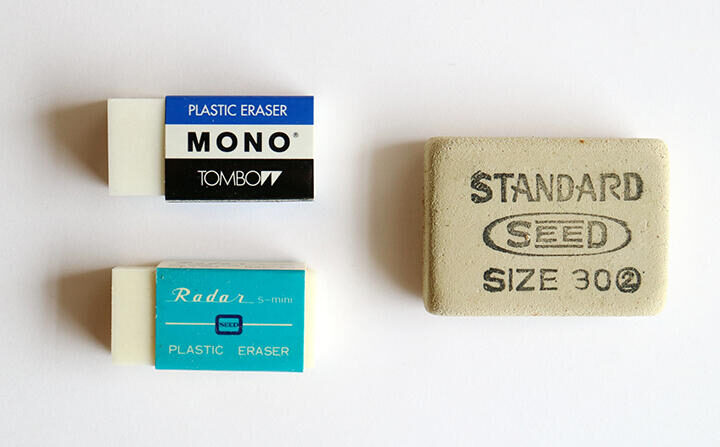 PLASTIC ERASER
MONO®
TOMBOW
Radar s-mini
SEED
PLASTIC ERASER
STANDARD
SEED
SIZE 30②